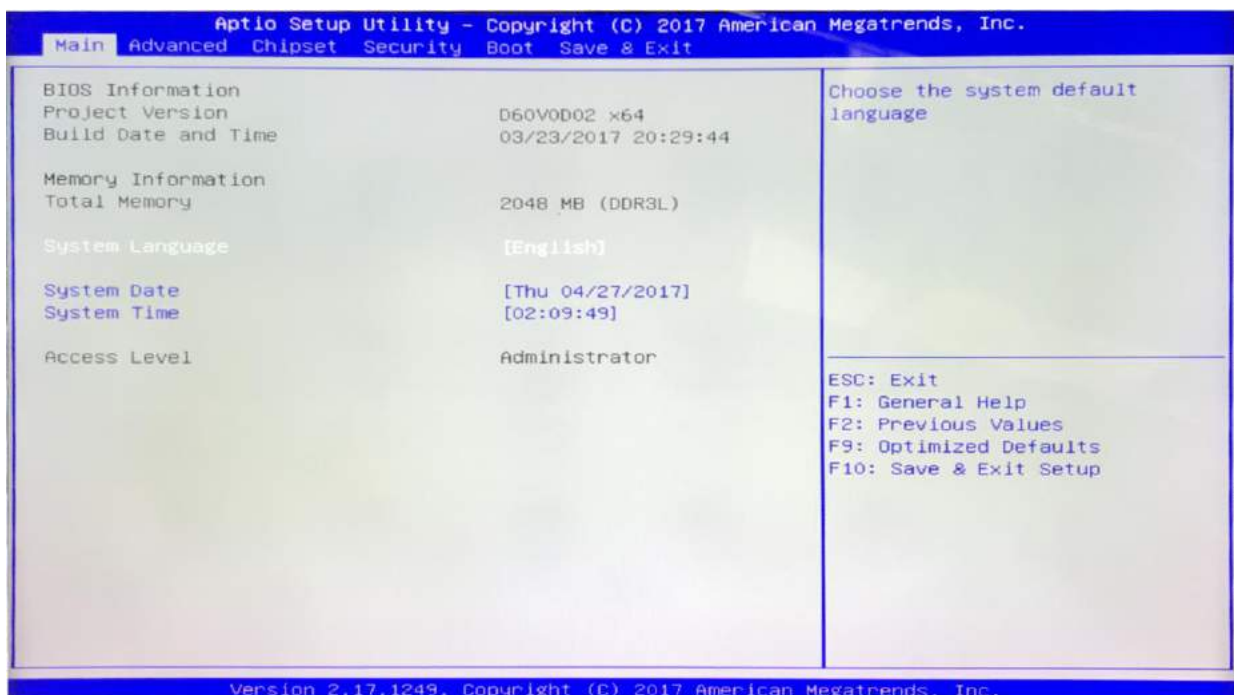 Aptio Setup Utility - Copyright (C) 2017 American Megatrends, Inc.
Main Advanced Chipset Security Boot Save & Exit
BIOS Information
Project Version D60V0D02 x64
Build Date and Time 03/23/2017 20:29:44
Memory Information
Total Memory 2048 MB (DDR3L)
System Language [English]
System Date [Thu 04/27/2017]
System Time [02:09:49]
Access Level Administrator
Choose the system default
language
ESC: Exit
F1: General Help
F2: Previous Values
F9: Optimized Defaults
F10: Save & Exit Setup
Version 2.17.1249. Copyright (C) 2017 American Megatrends, Inc.